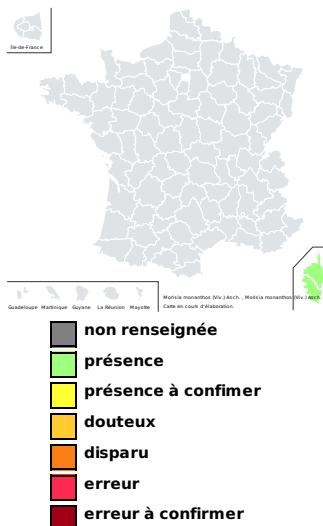 Île-de-France
Guadeloupe Martinique Guyane La Réunion Mayotte
Morisia monanthos (Viv.) Asch. , Morisia monanthos (Viv.) Asch.
Carte en cours d'élaboration.
non renseignée
présence
présence à confimer
douteux
disparu
erreur
erreur à confirmer